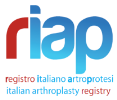 riap
registro italiano artroprotesi
italian arthroplasty registry